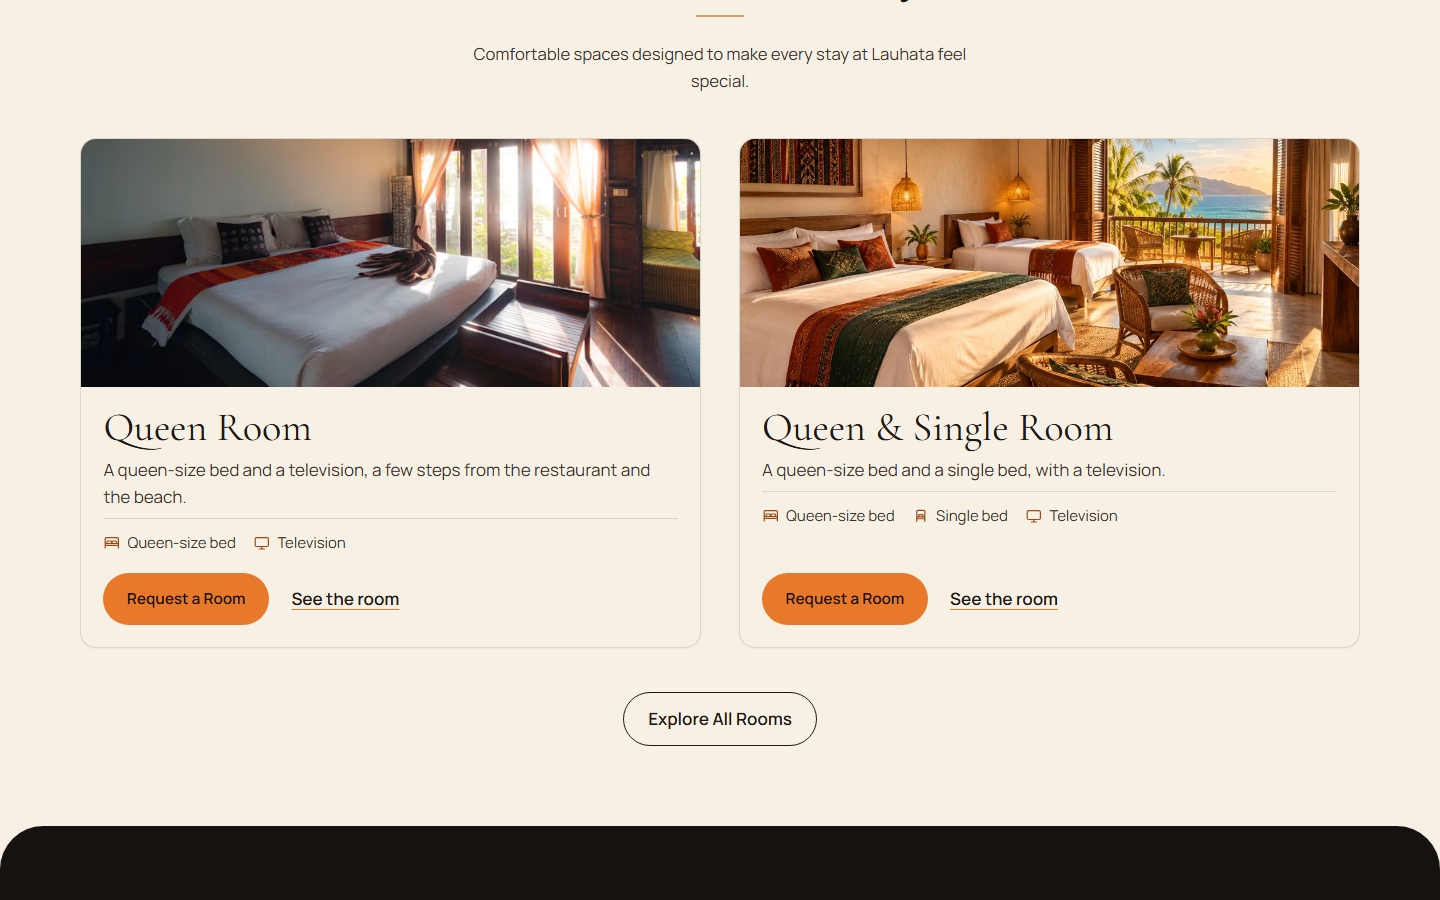 Comfortable spaces designed to make every stay at Lauhata feel
special.
Queen Room
A queen-size bed and a television, a few steps from the restaurant and
the beach.
Queen-size bed
Television
Request a Room
See the room
Queen & Single Room
A queen-size bed and a single bed, with a television.
Queen-size bed
Single bed
Television
Request a Room
See the room
Explore All Rooms